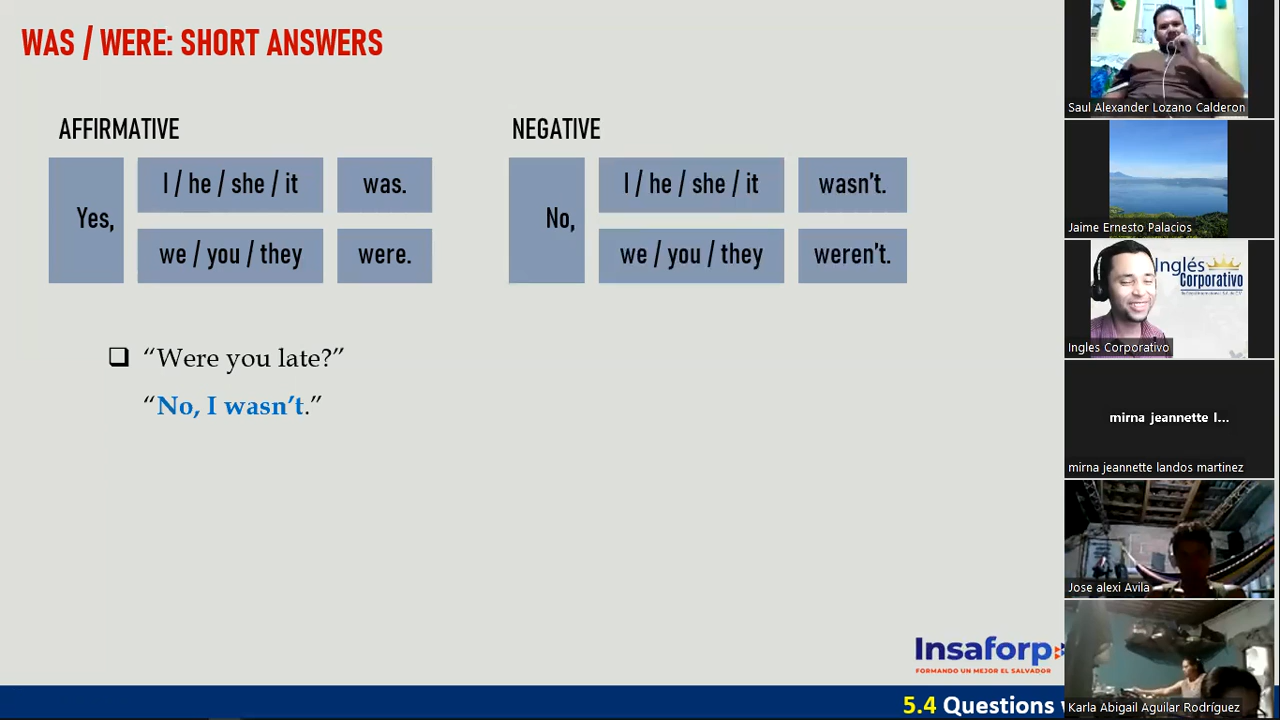 WAS / WERE: SHORT ANSWERS
AFFIRMATIVE
Yes,
I / he / she / it
was.
we / you / they
were.
NEGATIVE
No,
I / he / she / it
wasn't.
we / you / they
weren't.
“Were you late?”
“No, I wasn’t.”
Insaforp
FORMANDO UN MEJOR EL SALVADOR
5.4 Questions
Saul Alexander Lozano Calderon
Jaime Ernesto Palacios
Inglés
Corporativo
Ingles Corporativo
mirna jeannette l...
mirna jeannette landos martinez
Jose alexi Avila
Karla Abigail Aguilar Rodríguez